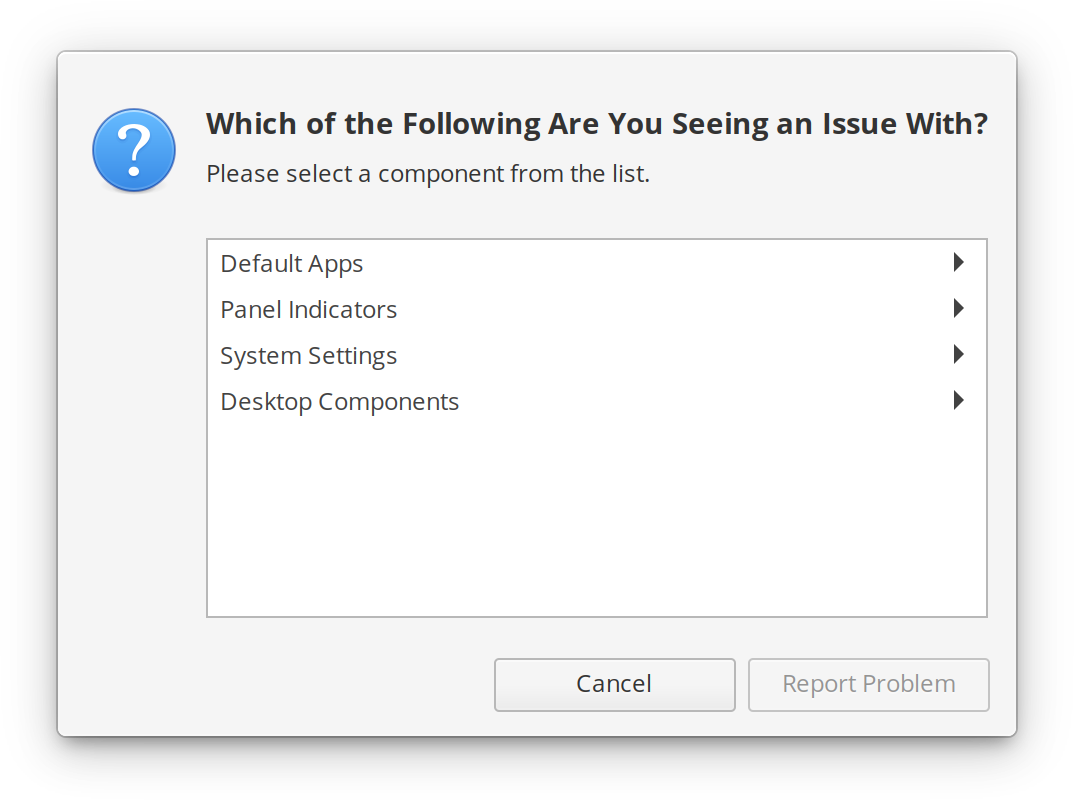 Which of the Following Are You Seeing an Issue With?
Please select a component from the list.
Default Apps
Panel Indicators
System Settings
Desktop Components
Cancel
Report Problem